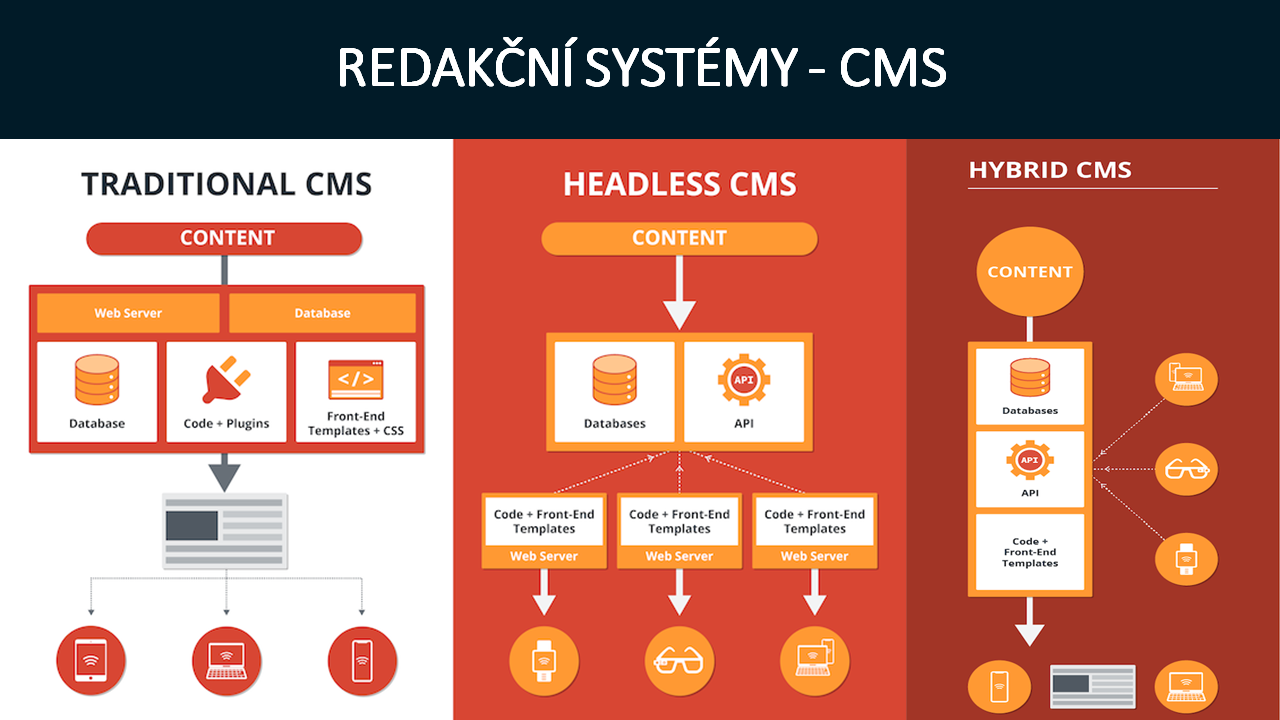 REDAKČNÍ SYSTÉMY - CMS
TRADITIONAL CMS
CONTENT
Web Server
Database
Database
Code + Plugins
Front-End
Templates + CSS
HEADLESS CMS
CONTENT
Databases
API
API
Code + Front-End
Templates
Web Server
Code + Front-End
Templates
Web Server
Code + Front-End
Templates
Web Server
HYBRID CMS
CONTENT
Databases
API
API
Code +
Front-End
Templates